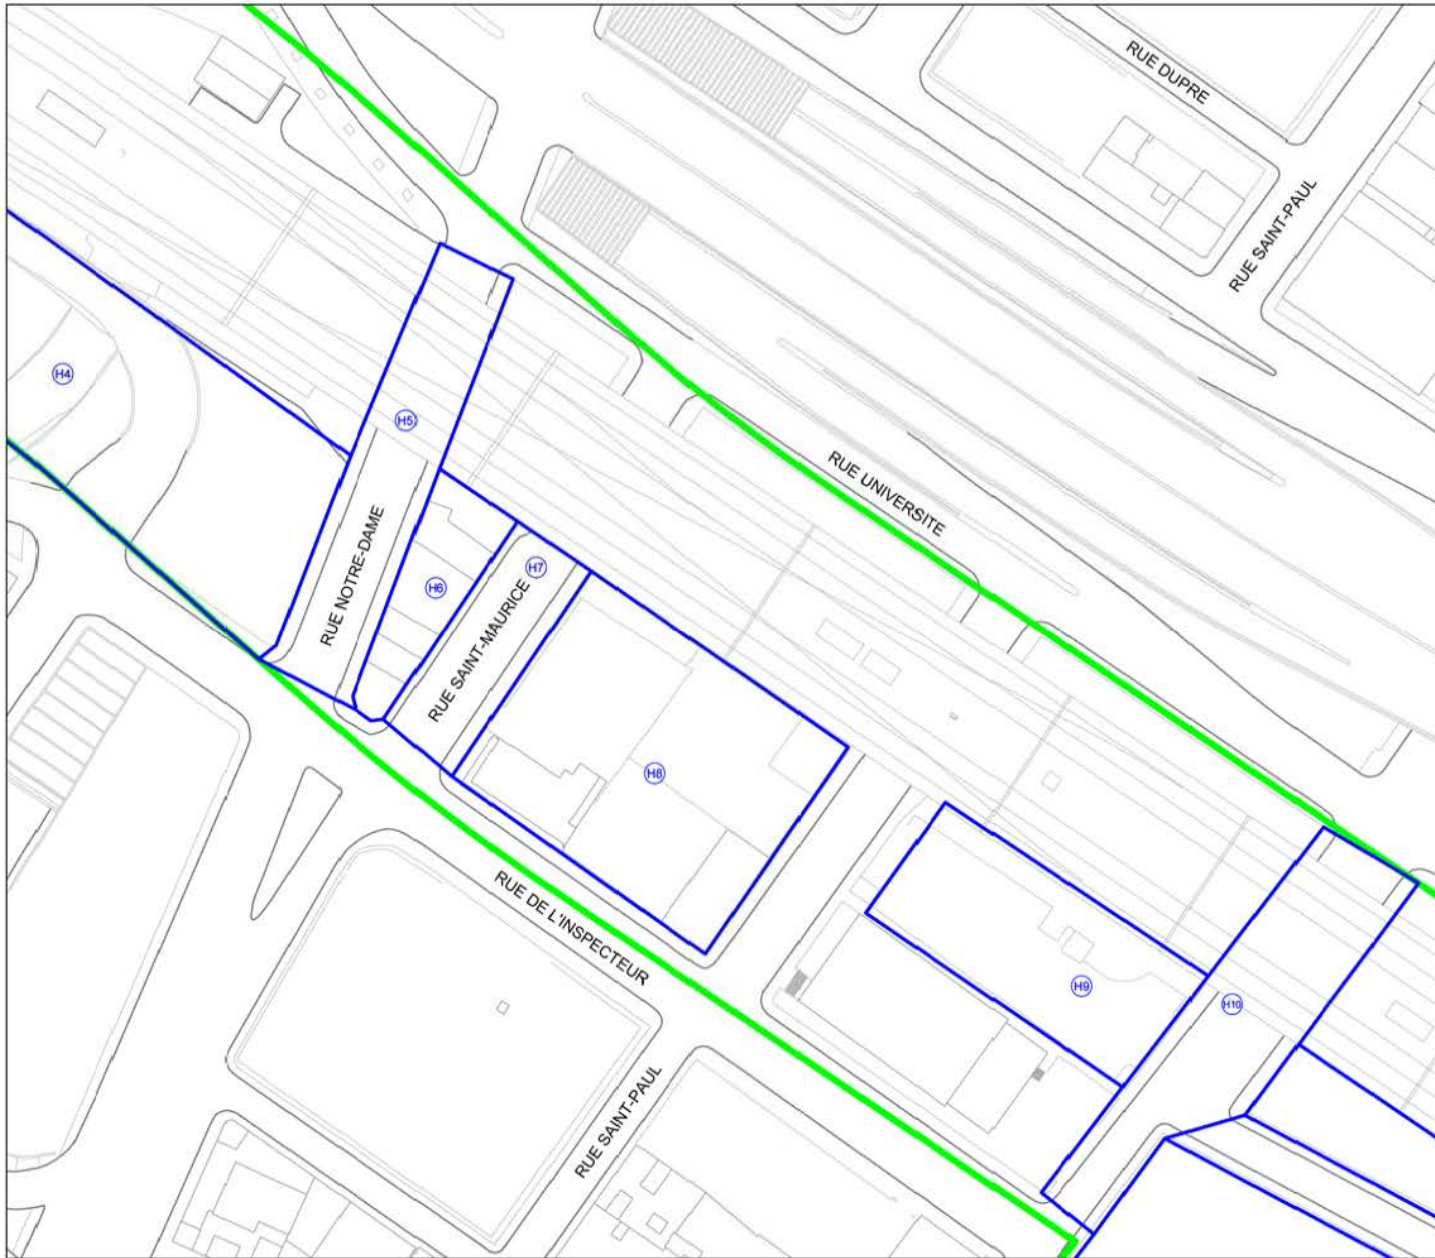 RUE DUPRE
RUE SAINT-PAUL
H4
H5
RUE UNIVERSITE
RUE NOTRE-DAME
H6
H7
RUE SAINT-MAURICE
H8
RUE DE L'INSPECTEUR
H9
H10
RUE SAINT-PAUL